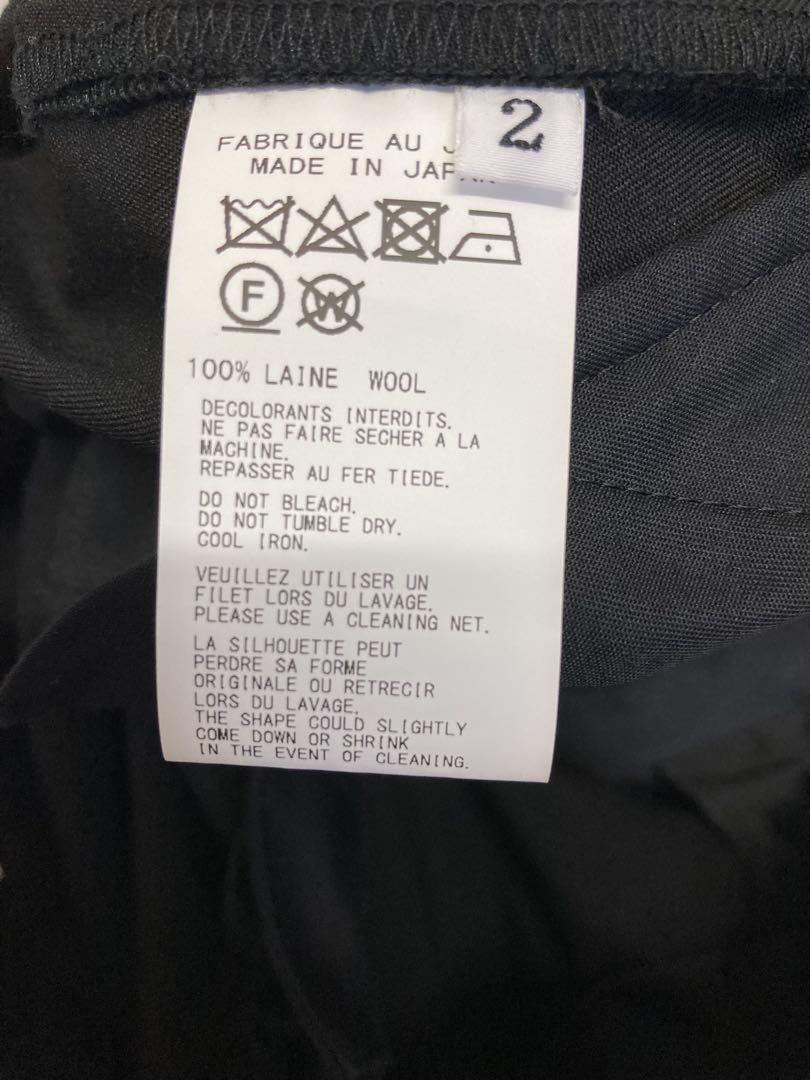 2
FABRIQUE AU
MADE IN
F
W
100% LAINE WOOL
DECOLORANTS INTERDITS.
NE PAS FAIRE SECHER A LA
MACHINE.
REPASSER AU FER TIEDE.
DO NOT BLEACH.
DO NOT TUMBLE DRY.
COOL IRON.
VEUILLEZ UTILISER UN
FILET LORS DU LAVAGE.
PLEASE USE A CLEANING NET.
LA SILHOUETTE PEUT
PERDRE SA FORME
ORIGINALE OU RETRECIR
LORS DU LAVAGE.
THE SHAPE COULD SLIGHTLY
COME DOWN OR SHRINK
IN THE EVENT OF CLEANING.